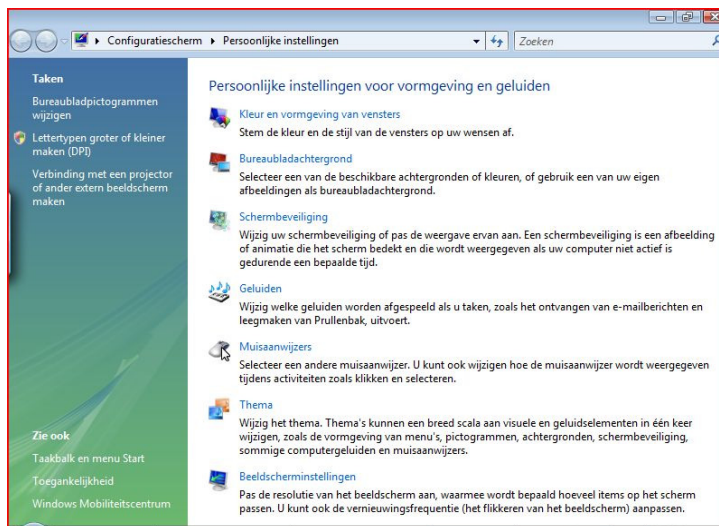 Configuratiescherm
Persoonlijke instellingen
Zoeken
Taken
Bureaubladpictogrammen
wijzigen
Lettertypen groter of kleiner
maken (DPI)
Verbinding met een projector
of ander extern beeldscherm
maken
Zie ook
Taakbalk en menu Start
Toegankelijkheid
Windows Mobiliteitscentrum
Persoonlijke instellingen voor vormgeving en geluiden
Kleur en vormgeving van vensters
Stem de kleur en de stijl van de vensters op uw wensen af.
Bureaubladachtergrond
Selecteer een van de beschikbare achtergronden of kleuren, of gebruik een van uw eigen
afbeeldingen als bureaubladachtergrond.
Schermbeveiliging
Wijzig uw schermbeveiliging of pas de weergave ervan aan. Een schermbeveiliging is een afbeelding
of animatie die het scherm bedekt en die wordt weergegeven als uw computer niet actief is
gedurende een bepaalde tijd.
Geluiden
Wijzig welke geluiden worden afgespeeld als u taken, zoals het ontvangen van e-mailberichten en
leegmaken van Prullenbak, uitvoert.
Muisaanwijzers
Selecteer een andere muisaanwijzer. U kunt ook wijzigen hoe de muisaanwijzer wordt weergegeven
tijdens activiteiten zoals klikken en selecteren.
Thema
Wijzig het thema. Thema's kunnen een breed scala aan visuele en geluidselementen in één keer
wijzigen, zoals de vormgeving van menu's, pictogrammen, achtergronden, schermbeveiliging,
sommige computergeluiden en muisaanwijzers.
Beeldscherminstellingen
Pas de resolutie van het beeldscherm aan, waarmee wordt bepaald hoeveel items op het scherm
passen. U kunt ook de vernieuwingsfrequentie (het flikkeren van het beeldscherm) aanpassen.